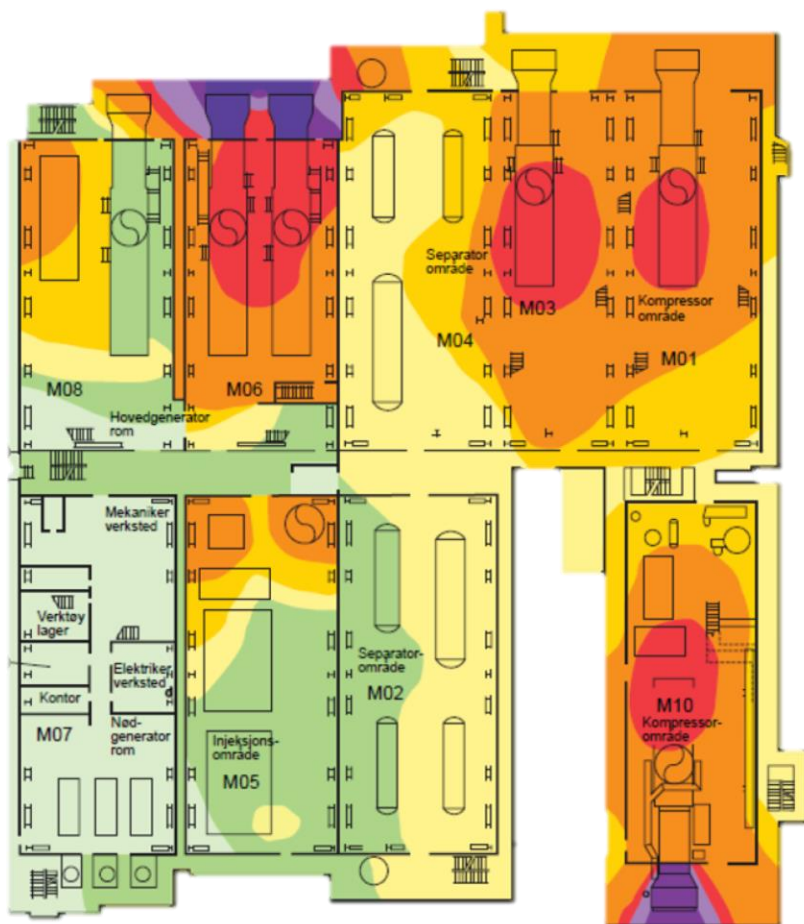 Separator
område
M03
Kompressor
område
M04
M01
M08
M06
Hovedgenerator
rom
Mekaniker
verksted
Verktøy
lager
Elektriker
verksted
Kontor
Nød-
generator
rom
M07
Injeksjons-
område
M05
Separator-
område
M02
M10
Kompressor-
område